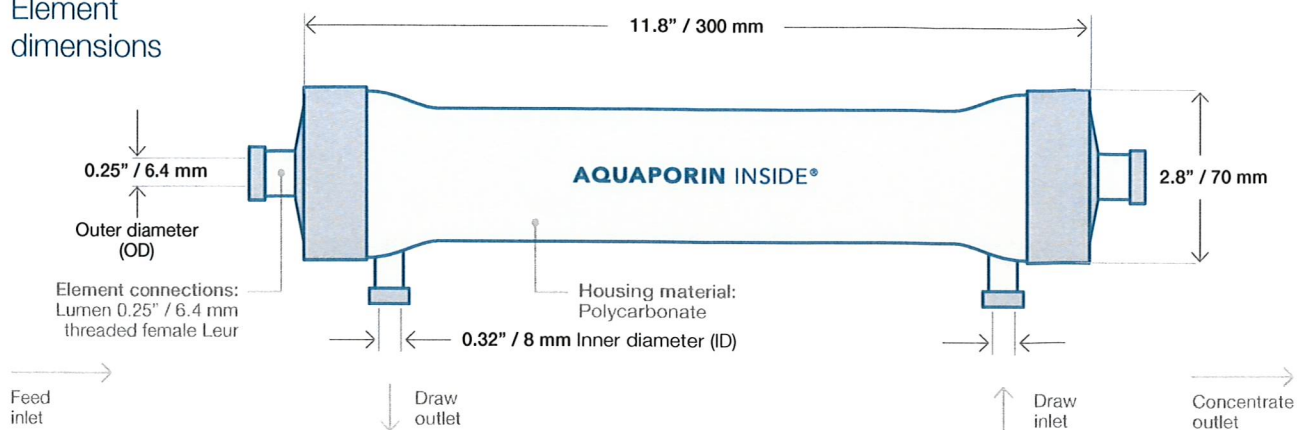 Element
dimensions
11.8” / 300 mm
0.25” / 6.4 mm
Outer diameter
(OD)
AQUAPORIN INSIDE®
2.8” / 70 mm
Element connections:
Lumen 0.25” / 6.4 mm
threaded female Leur
Housing material:
Polycarbonate
0.32” / 8 mm Inner diameter (ID)
Feed
inlet
Draw
outlet
Draw
inlet
Concentrate
outlet